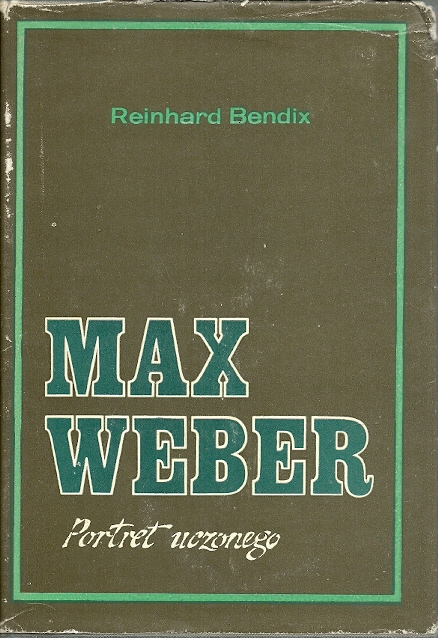 Reinhard Bendix
MAX
WEBER
Portret uczonego